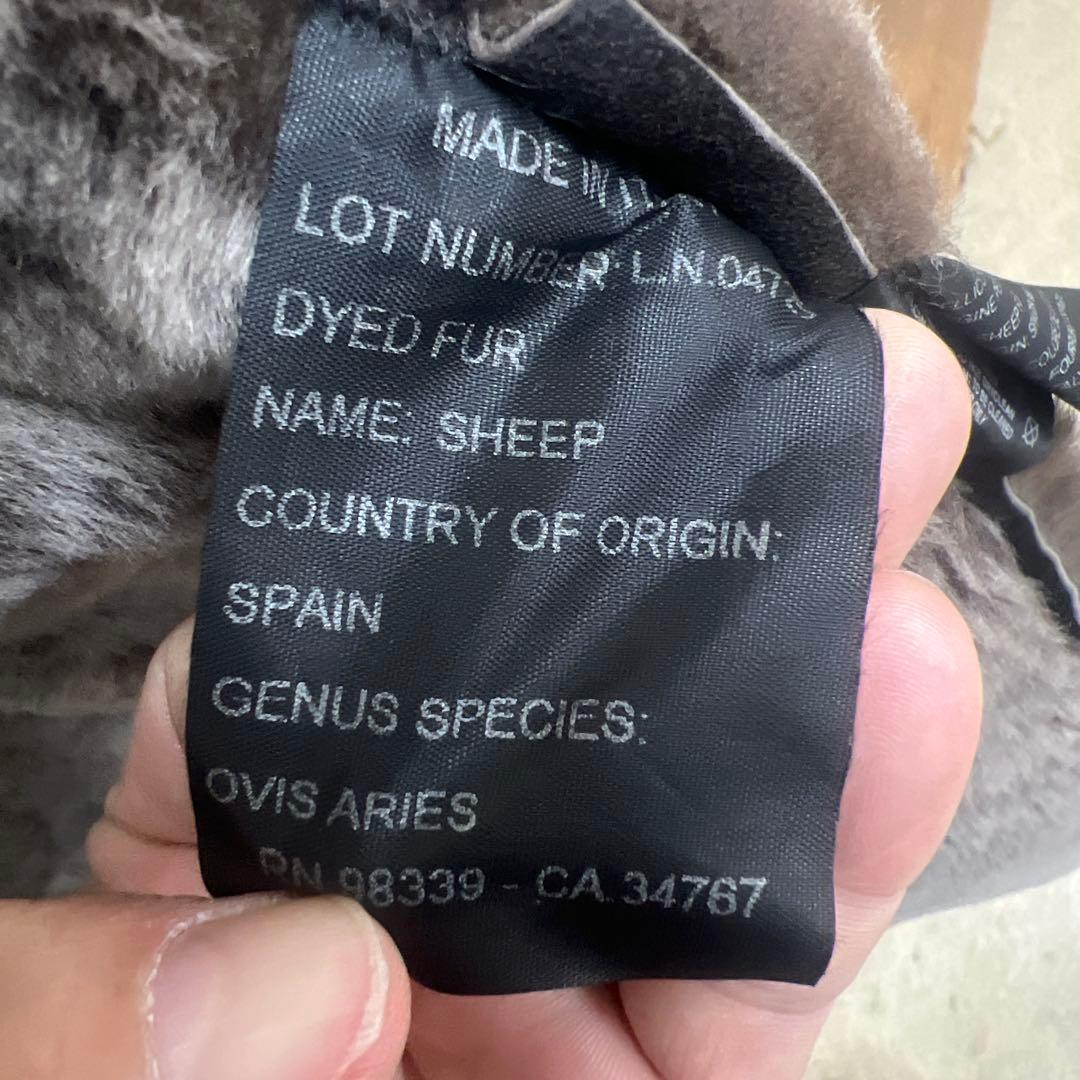 MADE IN
LOT NUMBER L.N.047
DYED FUR
NAME: SHEEP
COUNTRY OF ORIGIN:
SPAIN
GENUS SPECIES:
OVIS ARIES
RN 98339 - CA.34767